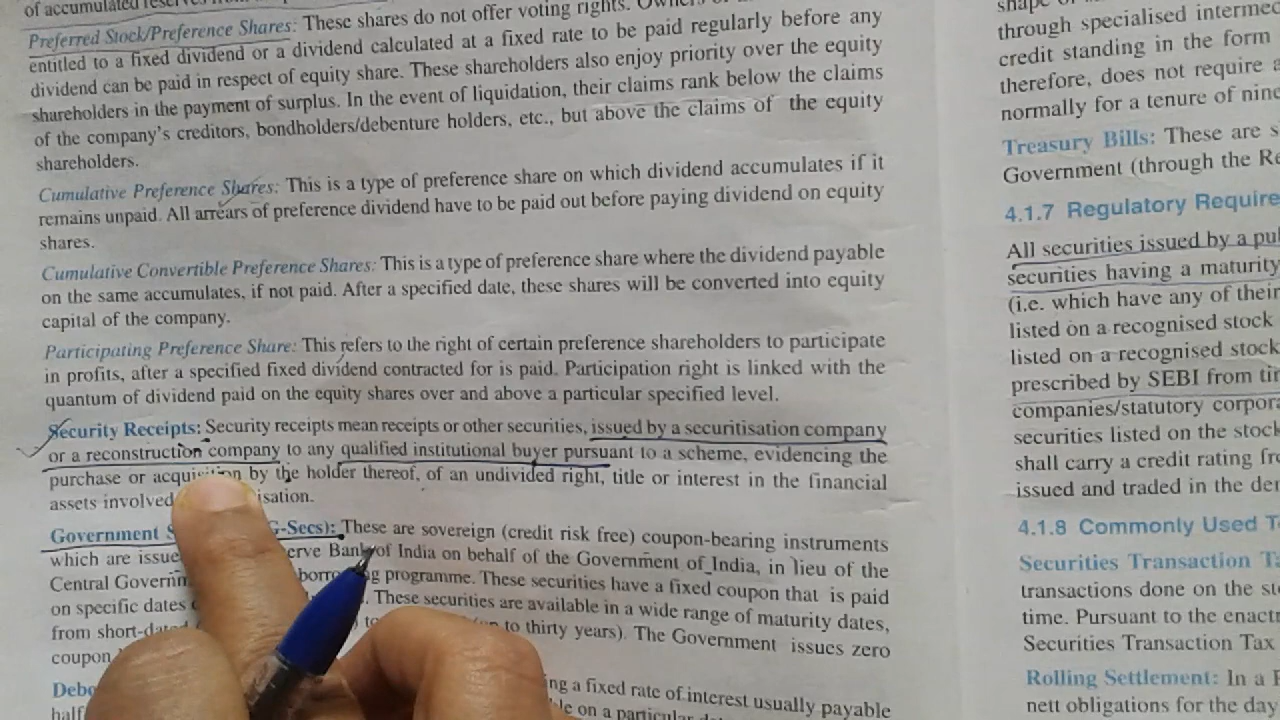 of accumulated reserves
Preferred Stock/Preference Shares: These shares do not offer voting rights.
entitled to a fixed dividend or a dividend calculated at a fixed rate to be paid regularly before any
dividend can be paid in respect of equity share. These shareholders also enjoy priority over the equity
shareholders in the payment of surplus. In the event of liquidation, their claims rank below the claims
of the company's creditors, bondholders/debenture holders, etc., but above the claims of the equity
shareholders.
Cumulative Preference Shares: This is a type of preference share on which dividend accumulates if it
remains unpaid. All arrears of preference dividend have to be paid out before paying dividend on equity
shares.
Cumulative Convertible Preference Shares: This is a type of preference share where the dividend payable
on the same accumulates, if not paid. After a specified date, these shares will be converted into equity
capital of the company.
Participating Preference Share: This refers to the right of certain preference shareholders to participate
in profits, after a specified fixed dividend contracted for is paid. Participation right is linked with the
quantum of dividend paid on the equity shares over and above a particular specified level.
Security Receipts: Security receipts mean receipts or other securities, issued by a securitisation company
or a reconstruction company to any qualified institutional buyer pursuant to a scheme, evidencing the
purchase or acquisition by the holder thereof, of an undivided right, title or interest in the financial
assets involved isation.
Government S G-Secs): These are sovereign (credit risk free) coupon-bearing instruments
which are issue erve Bank of India on behalf of the Government of India, in lieu of the
Central Governm borrowing programme. These securities have a fixed coupon that is paid
on specific dates These securities are available in a wide range of maturity dates,
from short-dated to thirty years). The Government issues zero
coupon
Debe ing a fixed rate of interest usually payable
half on a particular
through specialised intermed
credit standing in the form
therefore, does not require a
normally for a tenure of nine
Treasury Bills: These are s
Government (through the Re
4.1.7 Regulatory Require
All securities issued by a pu
securities having a maturity
(i.e. which have any of their
listed on a recognised stock
listed on a recognised stock
prescribed by SEBI from tim
companies/statutory corpora
securities listed on the stock
shall carry a credit rating fro
issued and traded in the de
4.1.8 Commonly Used T
Securities Transaction Ta
transactions done on the sto
time. Pursuant to the enact
Securities Transaction Tax
Rolling Settlement: In a
nett obligations for the day